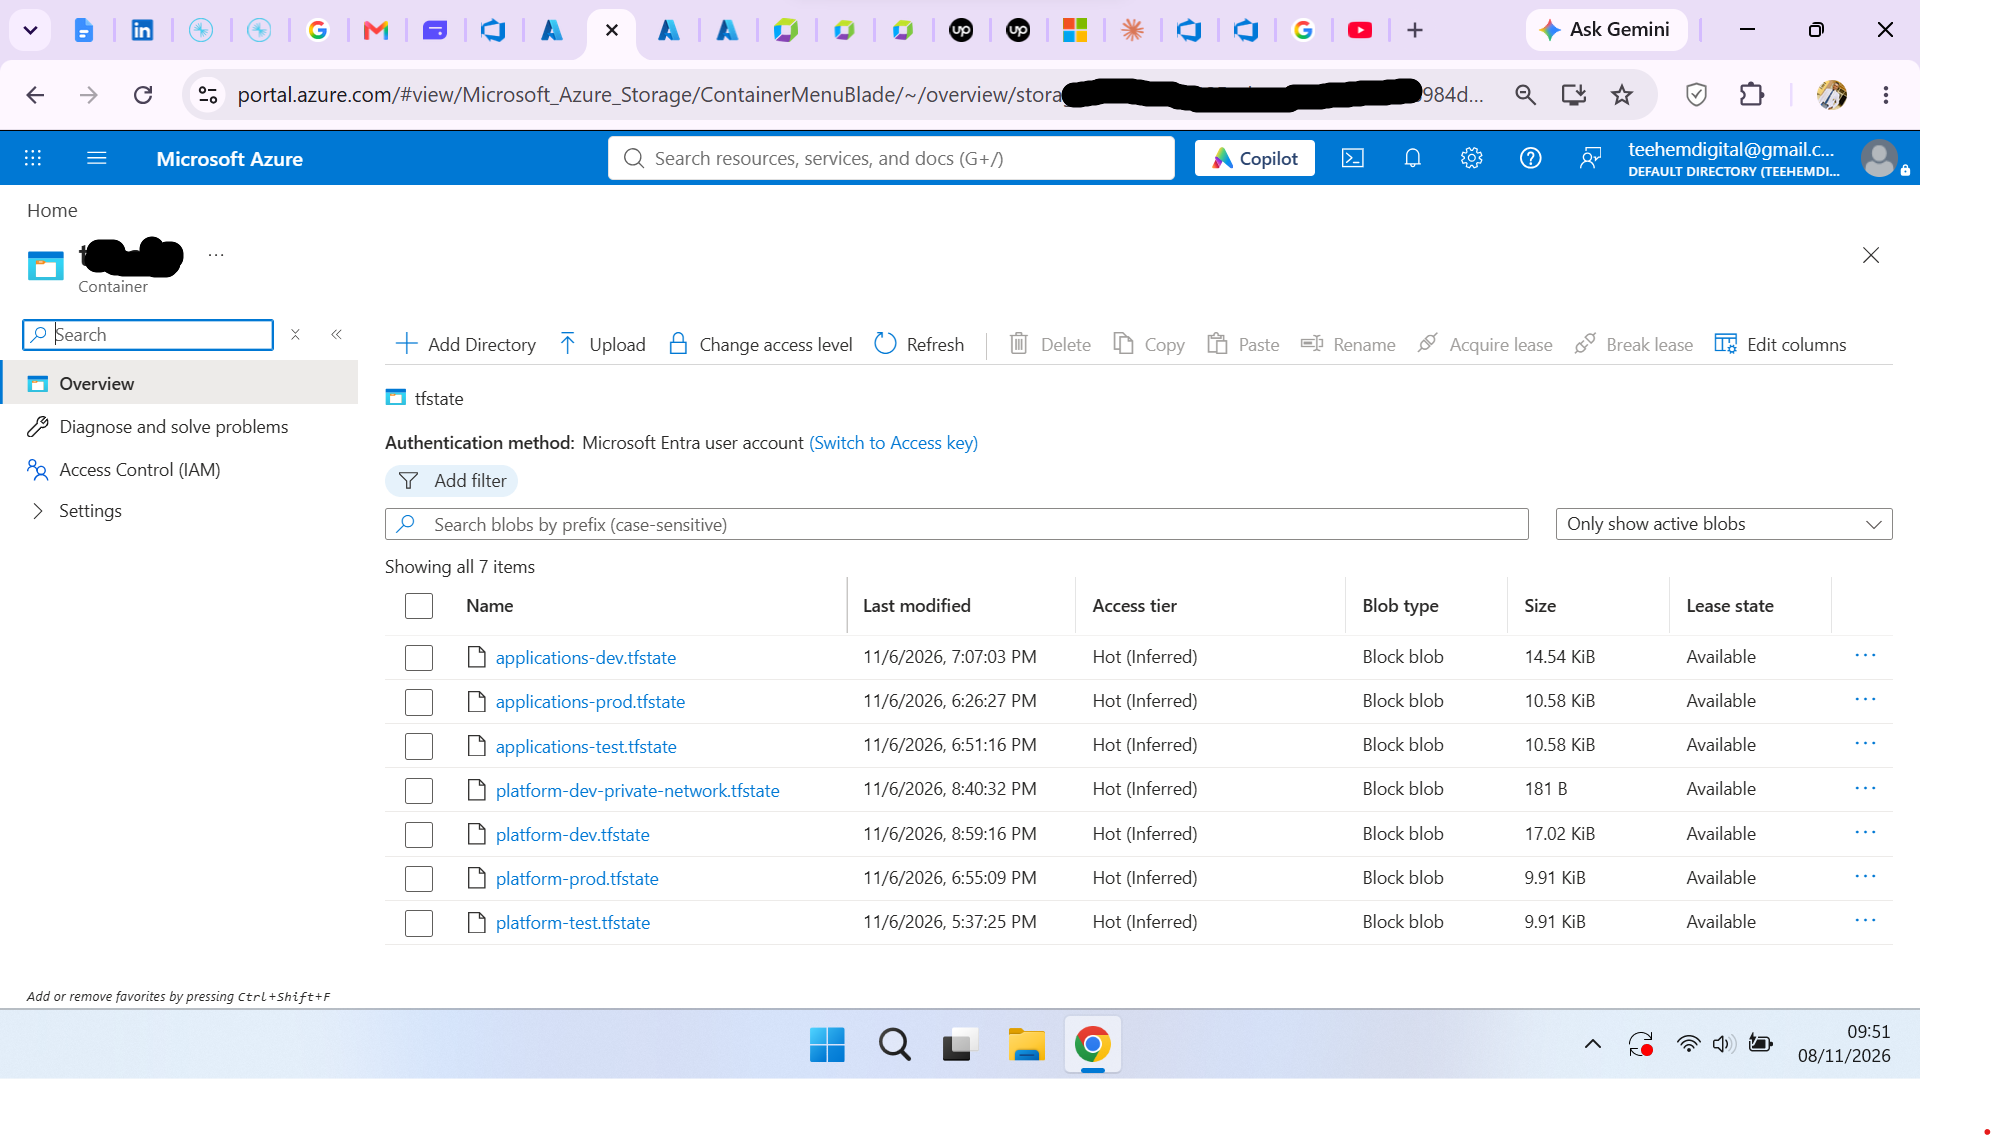 Ask Gemini
portal.azure.com/#view/Microsoft_Azure_Storage/ContainerMenuBlade/~/overview/stora
984d...
Microsoft Azure
Search resources, services, and docs (G+/)
Copilot
teehemdigital@gmail.c...
DEFAULT DIRECTORY (TEEHEMDI...
Home
...
Container
Search
Overview
Diagnose and solve problems
Access Control (IAM)
Settings
Add Directory Upload Change access level Refresh Delete Copy Paste Rename Acquire lease Break lease Edit columns
tfstate
Authentication method: Microsoft Entra user account (Switch to Access key)
Add filter
Search blobs by prefix (case-sensitive)
Only show active blobs
Showing all 7 items
Name Last modified Access tier Blob type Size Lease state
applications-dev.tfstate 11/6/2026, 7:07:03 PM Hot (Inferred) Block blob 14.54 KiB Available ...
applications-prod.tfstate 11/6/2026, 6:26:27 PM Hot (Inferred) Block blob 10.58 KiB Available ...
applications-test.tfstate 11/6/2026, 6:51:16 PM Hot (Inferred) Block blob 10.58 KiB Available ...
platform-dev-private-network.tfstate 11/6/2026, 8:40:32 PM Hot (Inferred) Block blob 181 B Available ...
platform-dev.tfstate 11/6/2026, 8:59:16 PM Hot (Inferred) Block blob 17.02 KiB Available ...
platform-prod.tfstate 11/6/2026, 6:55:09 PM Hot (Inferred) Block blob 9.91 KiB Available ...
platform-test.tfstate 11/6/2026, 5:37:25 PM Hot (Inferred) Block blob 9.91 KiB Available ...
Add or remove favorites by pressing Ctrl+Shift+F
09:51
08/11/2026